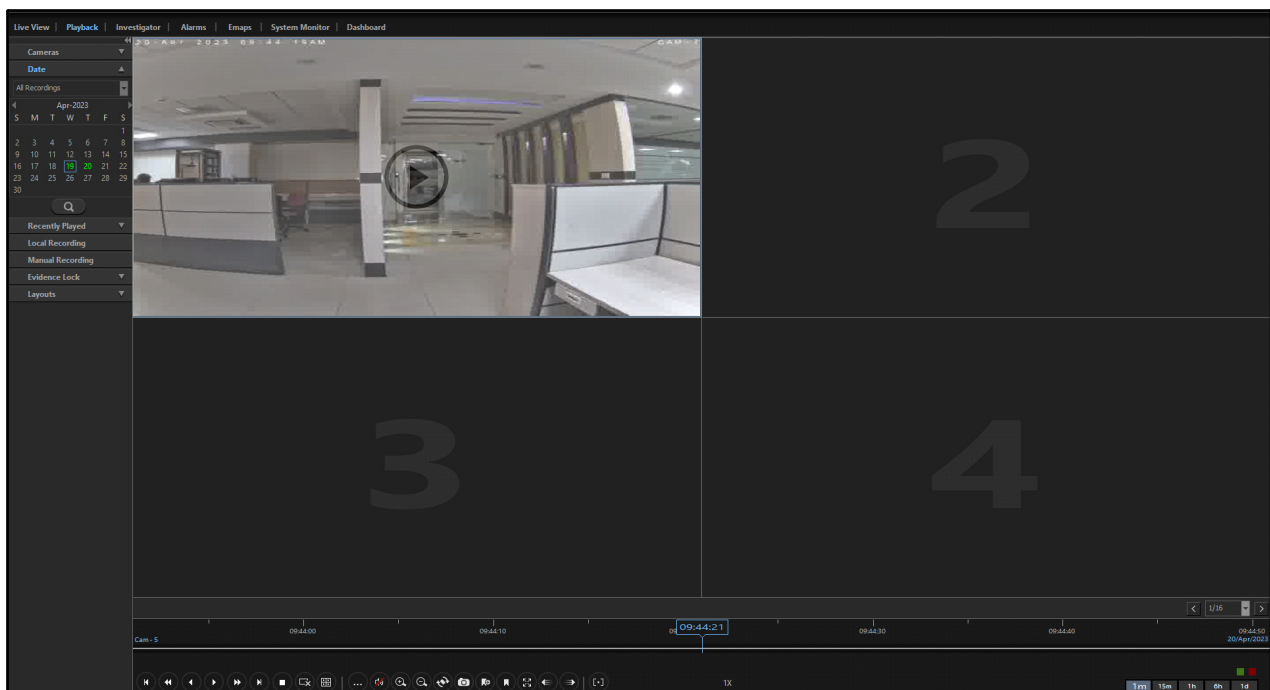 Live View | Playback | Investigator | Alarms | Emaps | System Monitor | Dashboard
Cameras
Date
All Recordings
Apr-2023
S M T W T F S
1
2 3 4 5 6 7 8
9 10 11 12 13 14 15
16 17 18 19 20 21 22
23 24 25 26 27 28 29
30
Recently Played
Local Recording
Manual Recording
Evidence Lock
Layouts
2023
2
3
4
1/16
09:44:00 09:44:10 09:44:21 09:44:30 09:44:40 09:44:50
Cam - 5 20/Apr/2023
1X
1m 15m 1h 6h 1d